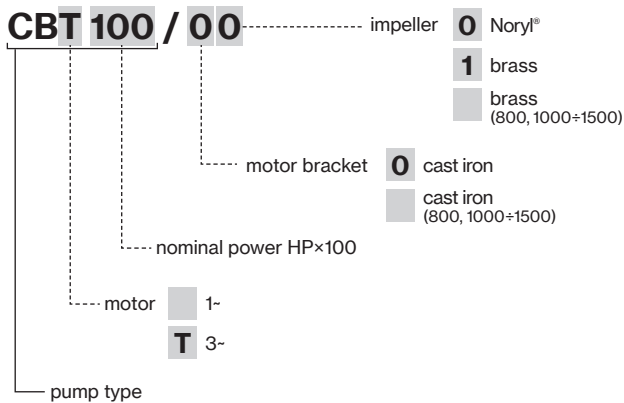 CBT 100 / 00
impeller 0 Noryl®
1 brass
brass
(800, 1000÷1500)
motor bracket 0 cast iron
cast iron
(800, 1000÷1500)
nominal power HP×100
motor 1~
T 3~
pump type